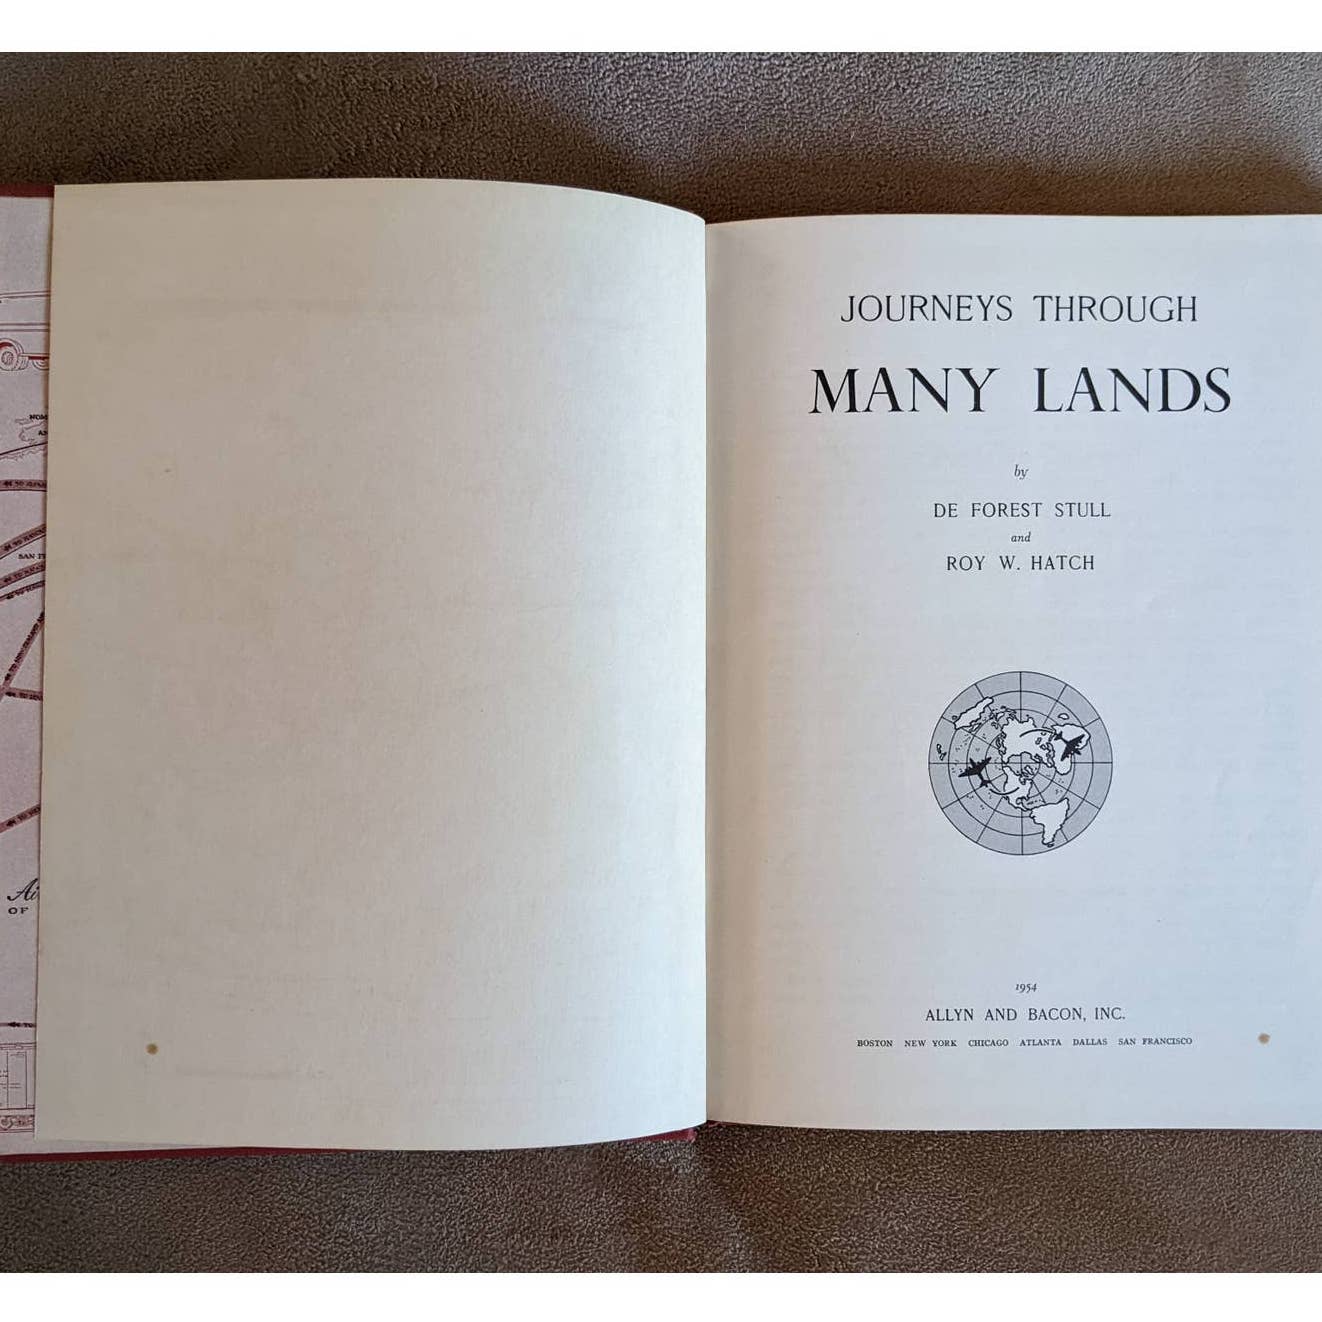 JOURNEYS THROUGH
MANY LANDS
by
DE FOREST STULL
and
ROY W. HATCH
1954
ALLYN AND BACON, INC.
BOSTON NEW YORK CHICAGO ATLANTA DALLAS SAN FRANCISCO
OF